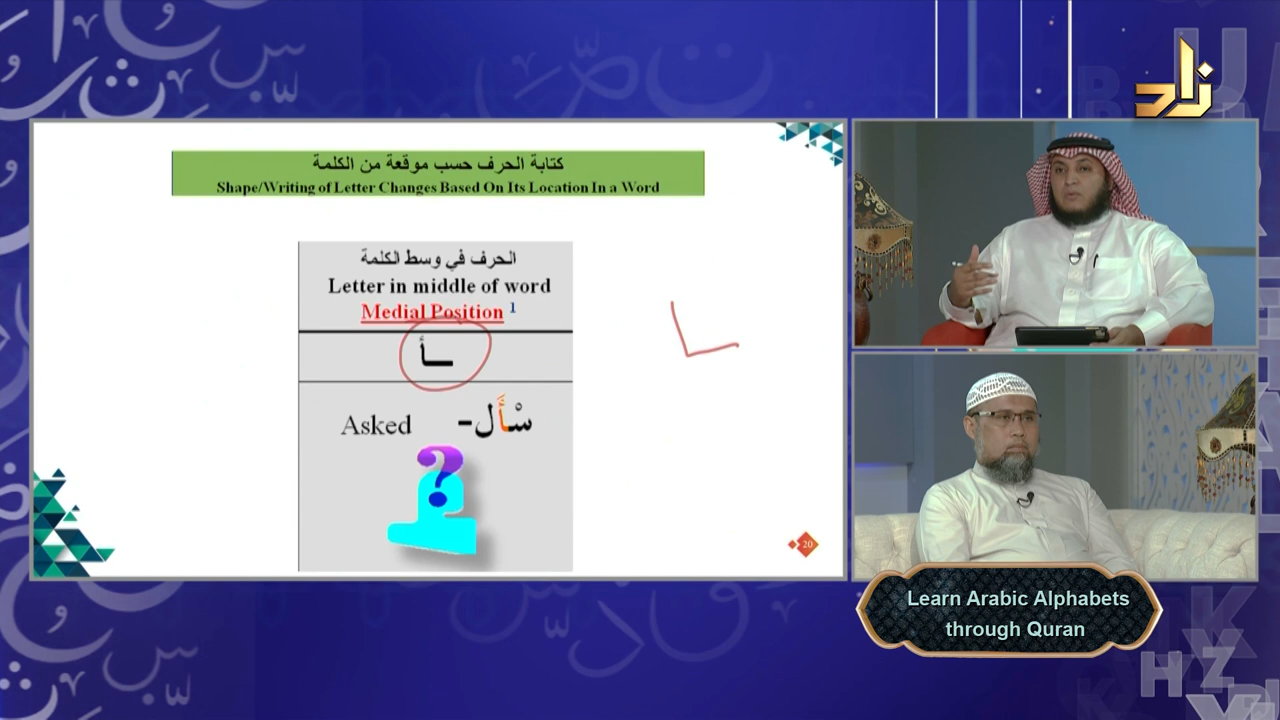 زاد
كتابة الحرف حسب موقعة من الكلمة
Shape/Writing of Letter Changes Based On Its Location In a Word
الحرف في وسط الكلمة
Letter in middle of word
Medial Position 1
ـأ
سْأَل- Asked
?
20
Learn Arabic Alphabets
through Quran